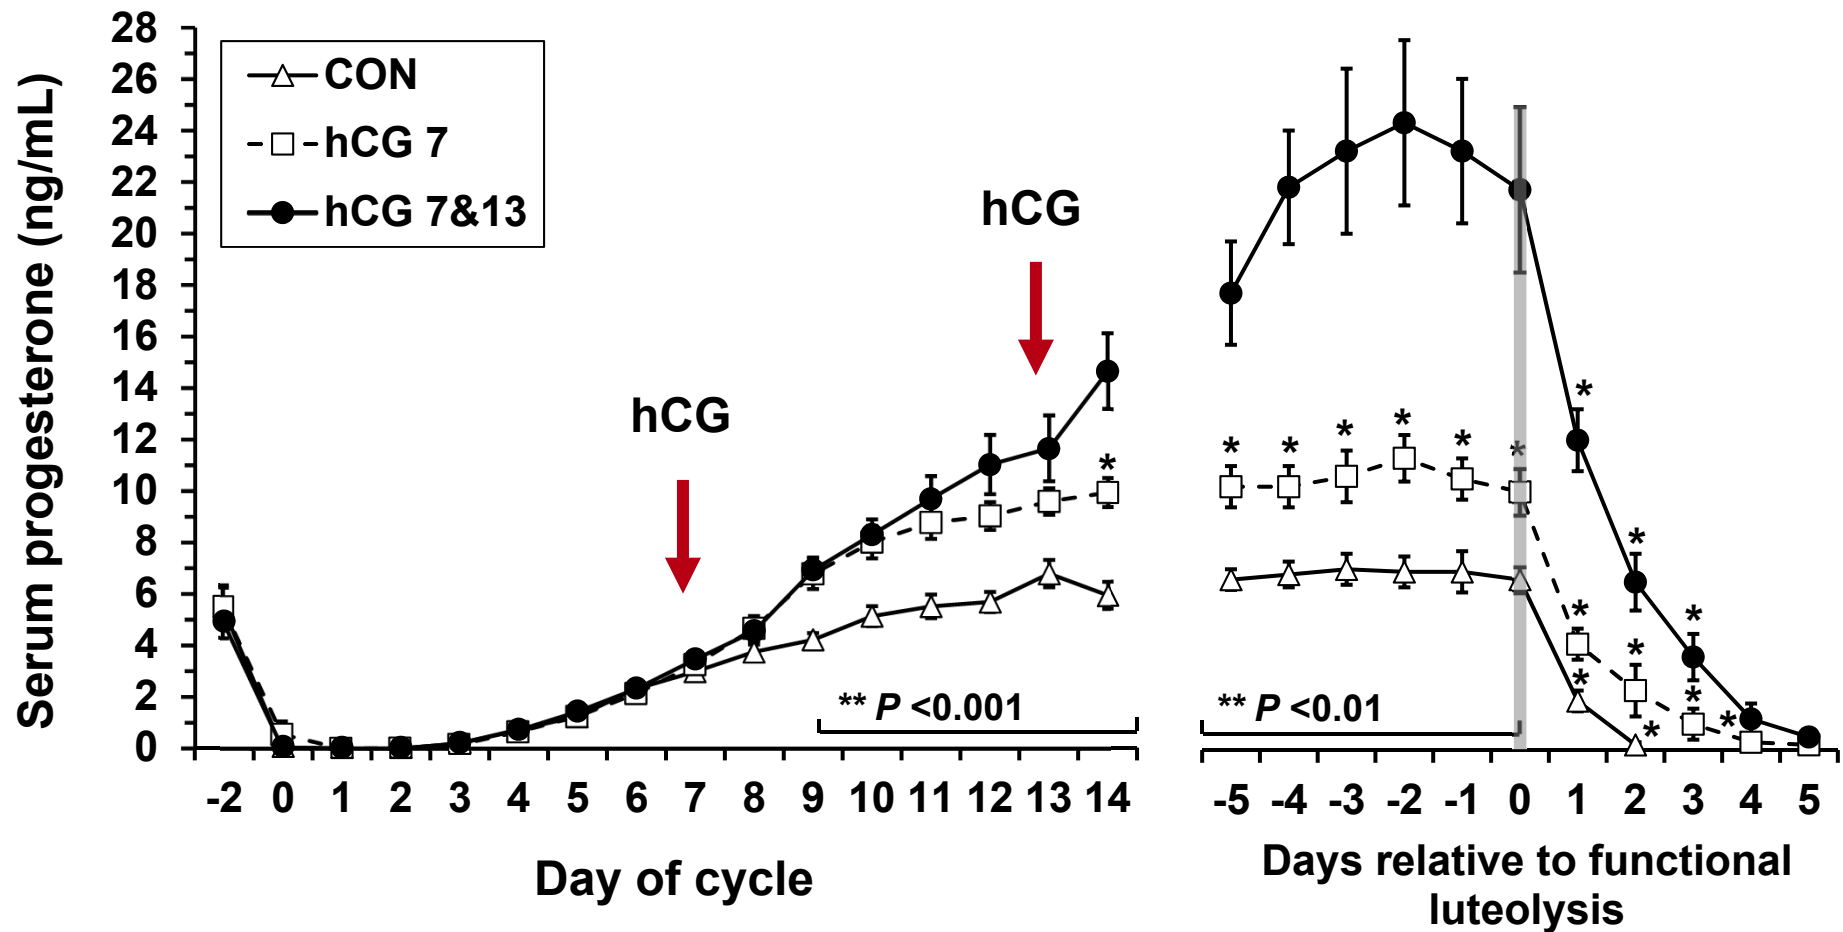 Serum progesterone (ng/mL)
28
26
24
22
20
18
16
14
12
10
8
6
4
2
0
CON
hCG 7
hCG 7&13
hCG
hCG
*
** P <0.001
-2 0 1 2 3 4 5 6 7 8 9 10 11 12 13 14
Day of cycle
* * * * * *
* * *
* * *
* * *
** P <0.01
-5 -4 -3 -2 -1 0 1 2 3 4 5
Days relative to functional
luteolysis